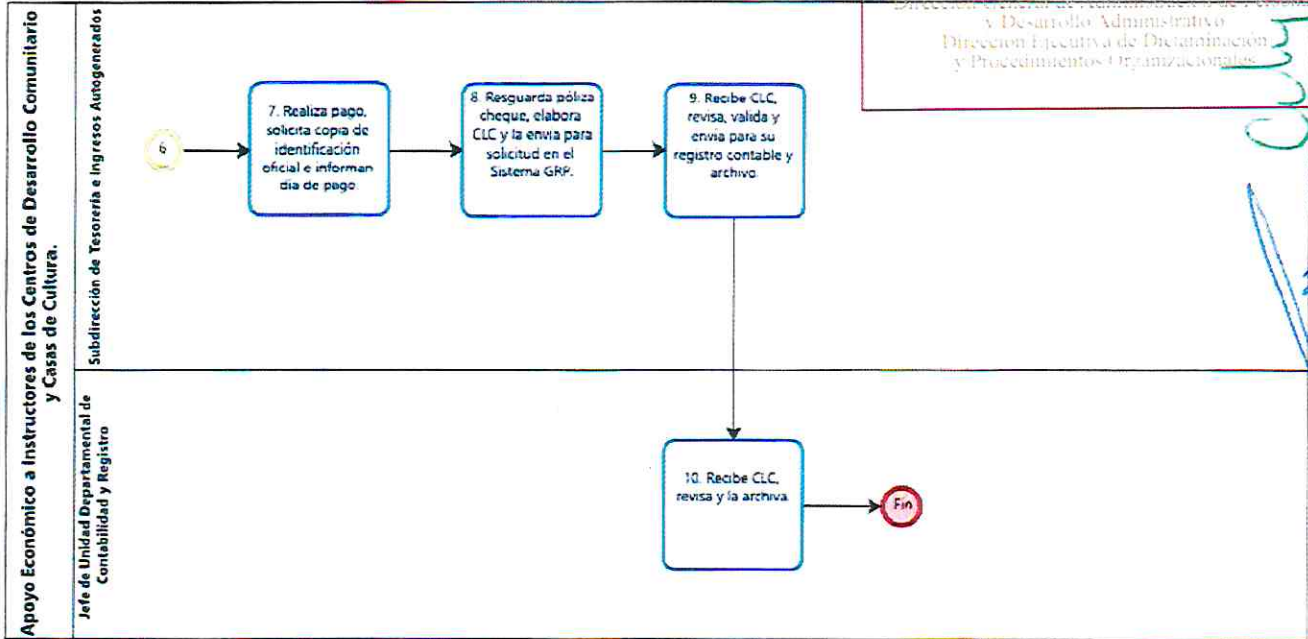 Apoyo Económico a Instructores de los Centros de Desarrollo Comunitario
y Casas de Cultura.
Subdirección de Tesorería e Ingresos Autogenerados
6
7. Realiza pago,
solicita copia de
identificación
oficial e informan
día de pago.
8. Resguarda póliza
cheque, elabora
CLC y la envía para
solicitud en el
Sistema GRP.
9. Recibe CLC,
revisa, valida y
envía para su
registro contable y
archivo.
Jefe de Unidad Departamental de
Contabilidad y Registro
10. Recibe CLC,
revisa y la archiva.
Fin
y Desarrollo Administrativo
Dirección Ejecutiva de Dictaminación
y Procedimientos Organizacionales